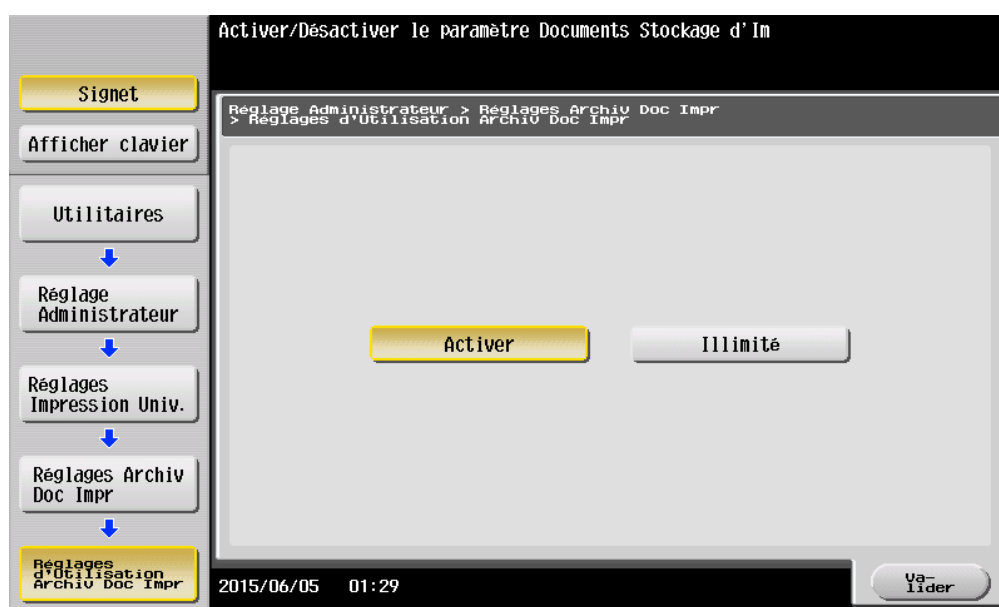 Activer/Désactiver le paramètre Documents Stockage d'Im
Signet
Afficher clavier
Réglage Administrateur > Réglages Archiv Doc Impr
> Réglages d'Utilisation Archiv Doc Impr
Utilitaires
Réglage
Administrateur
Réglages
Impression Univ.
Réglages Archiv
Doc Impr
Réglages
d'Utilisation
Archiv Doc Impr
Activer
Illimité
2015/06/05 01:29
Va-
lider